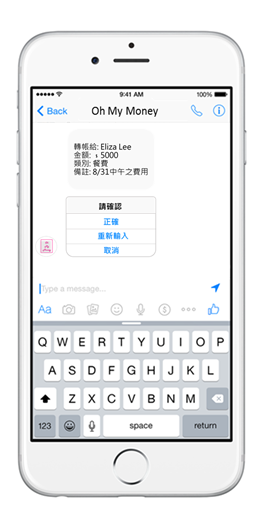 9:41 AM
100%
Back
Oh My Money
轉帳給: Eliza Lee
金額: $5000
類別: 餐費
備註: 8/31中午之費用
請確認
正確
重新輸入
取消
Type a message...
Aa
Q W E R T Y U I O P
A S D F G H J K L
Z X C V B N M
123
space
return